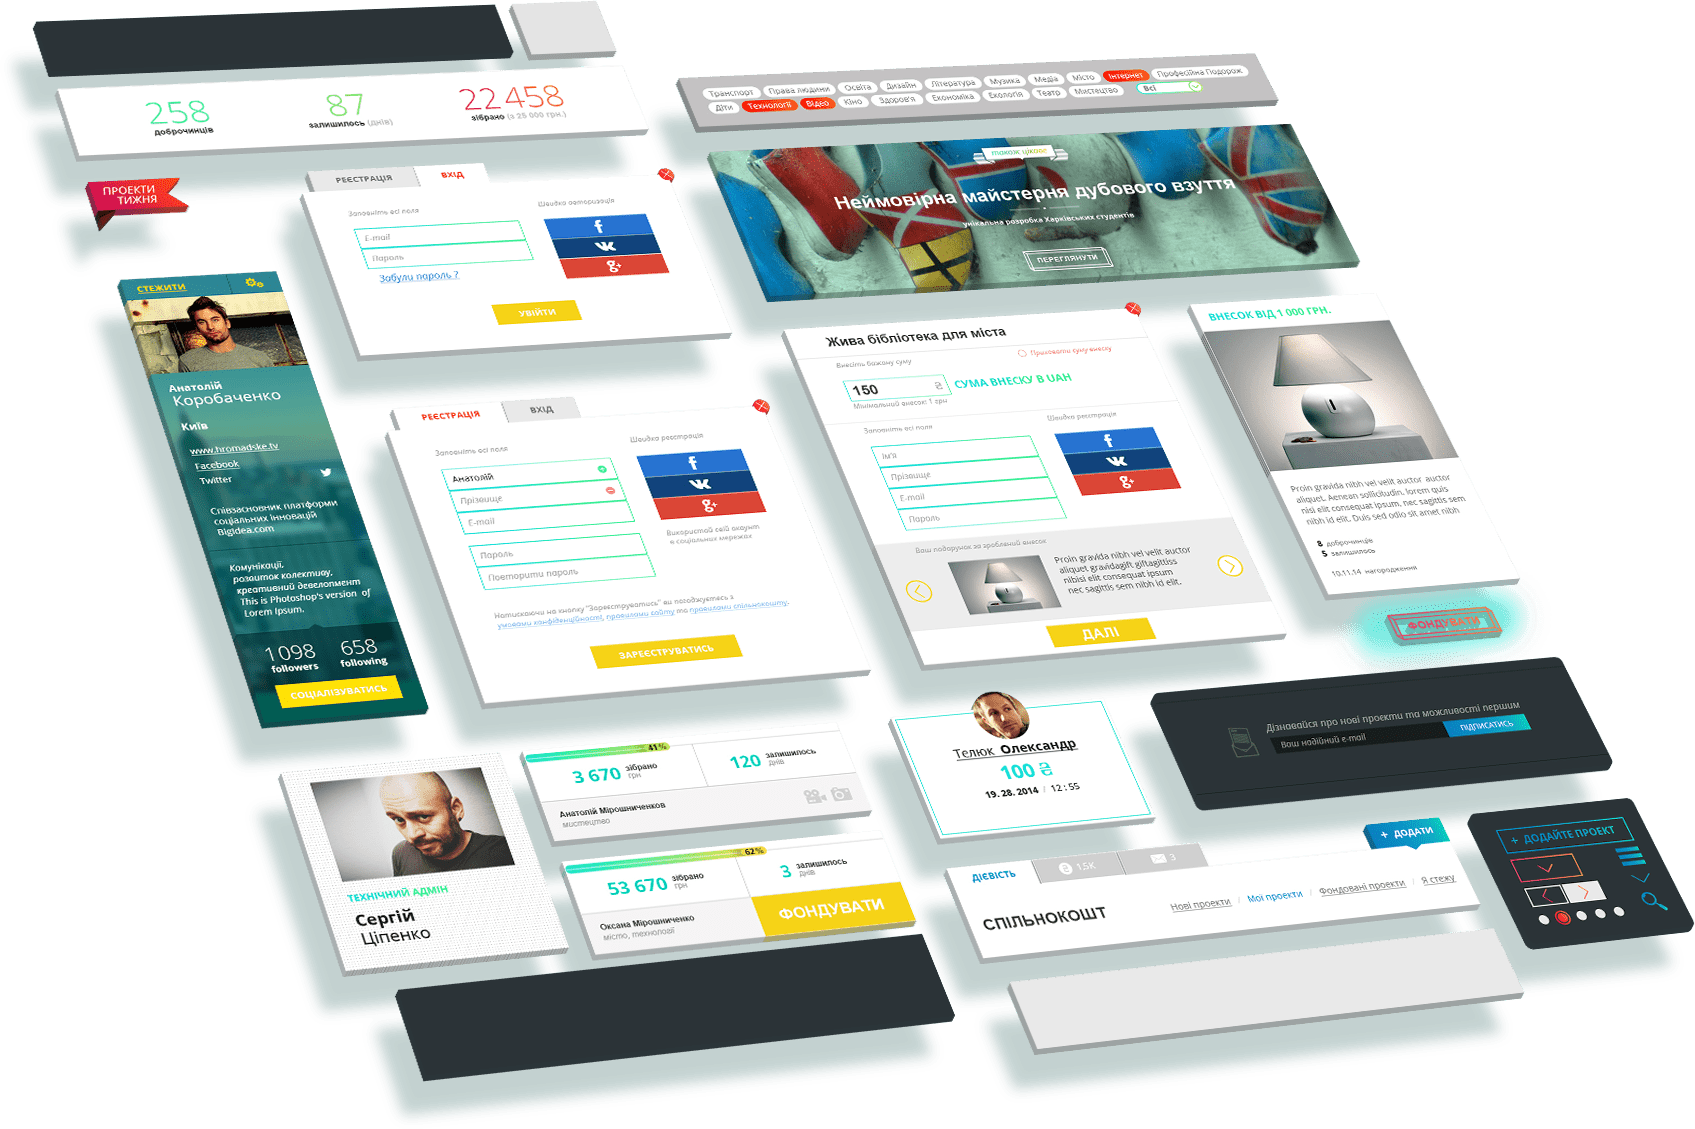 258
доброчинців
87
залишилось (днів)
22 458
зібрано (з 25 000 грн.)
Транспорт
Права людини
Освіта
Дизайн
Література
Музика
Медіа
Місто
Інтернет
Професійна Подорож
Діти
Технології
Відео
Кіно
Здоров'я
Економіка
Екологія
Театр
Мистецтво
Всі
ПРОЕКТИ
ТИЖНЯ
РЕЄСТРАЦІЯ
ВХІД
Заповніть всі поля
Швидка авторизація
E-mail
Пароль
Забули пароль ?
f
g+
УВІЙТИ
також цікаве
Неймовірна майстерня дубового взуття
унікальна розробка Харківських студентів
ПЕРЕГЛЯНУТИ
СТЕЖИТИ
Анатолій
Коробаченко
Київ
www.hromadske.tv
Facebook
Twitter
Співзасновник платформи
соціальних інновацій
BigIdea.com
Комунікації,
розвиток колективу,
креативний девелопмент
This is Photoshop's version of
Lorem Ipsum.
1 098
followers
658
following
СОЦІАЛІЗУВАТИСЬ
РЕЄСТРАЦІЯ
ВХІД
Заповніть всі поля
Швидка реєстрація
Анатолій
Прізвище
E-mail
Пароль
Повторити пароль
f
g+
Використай свій акаунт
в соціальних мережах
Натискаючи на кнопку "Зареєструватись" ви погоджуєтесь з
умовами конфіденційності, правилами сайту та правилами спільнокошту.
ЗАРЕЄСТРУВАТИСЬ
Жива бібліотека для міста
Внесіть бажану суму
Приховати суму внеску
150 ₴
СУМА ВНЕСКУ В UAH
Мінімальний внесок: 1 грн
Заповніть всі поля
Швидка реєстрація
Ім'я
Прізвище
E-mail
Пароль
f
g+
Ваш подарунок за зроблений внесок
Proin gravida nibh vel velit auctor
aliquet gravidagift giftagittiss
nibisi elit consequat ipsum
nec sagittis sem nibh id elit.
ДАЛІ
ВНЕСОК ВІД 1 000 ГРН.
Proin gravida nibh vel velit auctor auctor
aliquet. Aenean sollicitudin, lorem quis
nisi elit consequat ipsum, nec sagittis sem
nibh id elit. Duis sed odio sit amet nibh
8 доброчинців
5 залишилось
10.11.14 нагородження
ФОНДУВАТИ
Дізнавайся про нові проекти та можливості першим
Ваш надійний e-mail
ПІДПИСАТИСЬ
ТЕХНІЧНИЙ АДМІН
Сергій
Ціпенко
41%
3 670
зібрано
грн
120
залишилось
днів
Анатолій Мірошниченков
мистецтво
62%
53 670
зібрано
грн
3
залишилось
днів
Оксана Мірошниченко
місто, технології
ФОНДУВАТИ
Телюк Олександр
100 ₴
19. 28. 2014 / 12 : 55
ДІЄВІСТЬ
1.5K
3
+ ДОДАТИ
СПІЛЬНОКОШТ
Нові проекти / Мої проекти / Фондовані проекти / Я стежу
+ ДОДАЙТЕ ПРОЕКТ